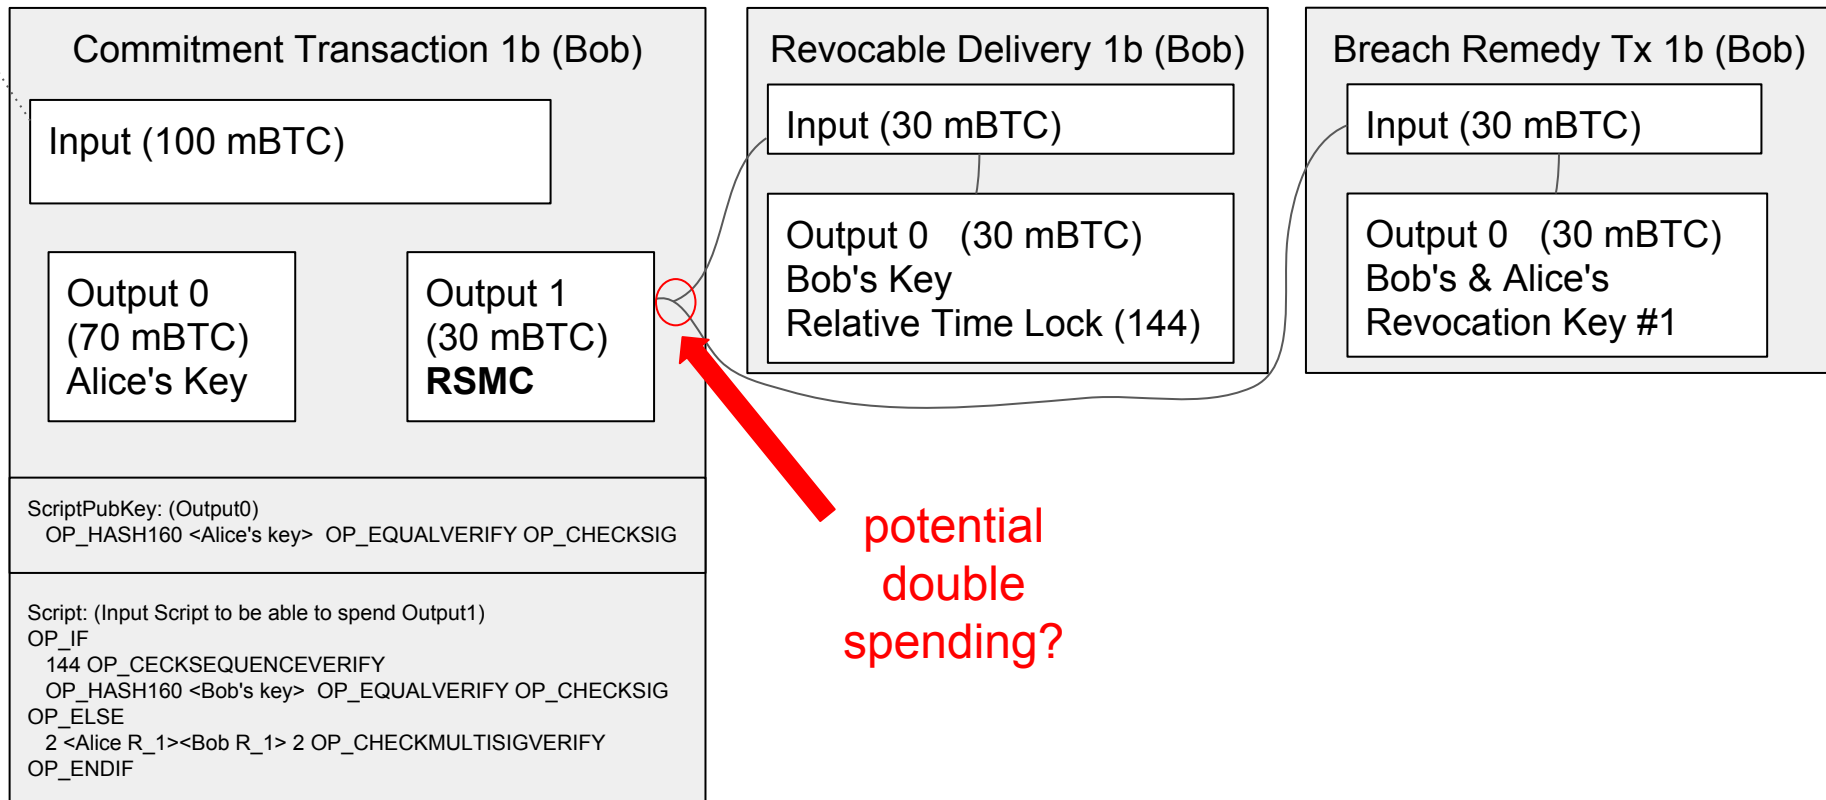 Commitment Transaction 1b (Bob)
Input (100 mBTC)
Output 0
(70 mBTC)
Alice's Key
Output 1
(30 mBTC)
RSMC
ScriptPubKey: (Output0)
OP_HASH160 <Alice's key> OP_EQUALVERIFY OP_CHECKSIG
Script: (Input Script to be able to spend Output1)
OP_IF
144 OP_CECKSEQUENCEVERIFY
OP_HASH160 <Bob's key> OP_EQUALVERIFY OP_CHECKSIG
OP_ELSE
2 <Alice R_1><Bob R_1> 2 OP_CHECKMULTISIGVERIFY
OP_ENDIF
Revocable Delivery 1b (Bob)
Input (30 mBTC)
Output 0 (30 mBTC)
Bob's Key
Relative Time Lock (144)
Breach Remedy Tx 1b (Bob)
Input (30 mBTC)
Output 0 (30 mBTC)
Bob's & Alice's
Revocation Key #1
potential
double
spending?